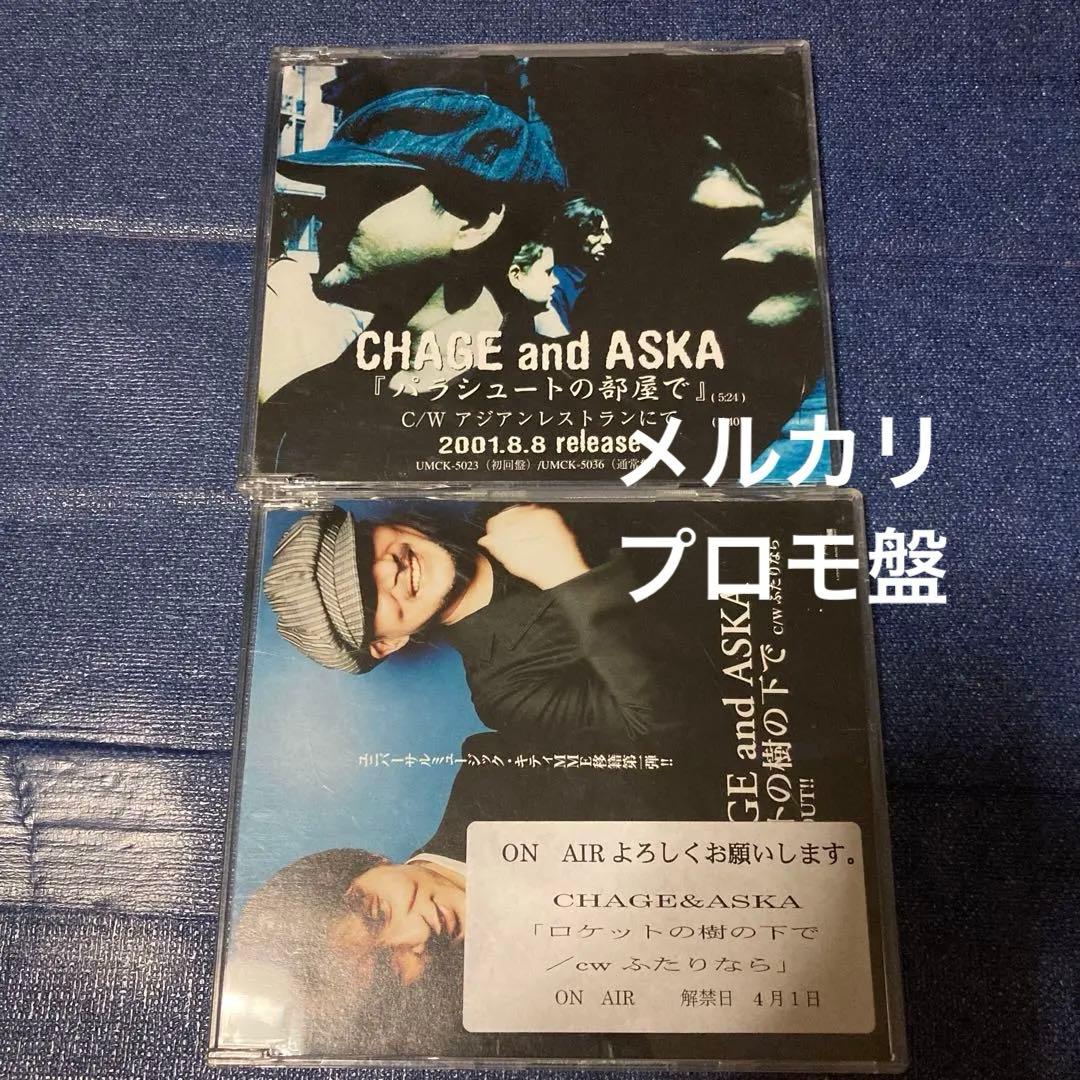 CHAGE and ASKA
『パラシュートの部屋で』(5:24)
C/W アジアンレストランにて
2001.8.8 release
UMCK-5023（初回盤）/UMCK-5036（通常
メルカリ
プロモ盤
GE and ASKA
トの樹の下で C/W ふたりなら
OUT!!
ユニバーサルミュージック・キティMME移籍第一弾!!
ON AIRよろしくお願いします。
CHAGE&ASKA
「ロケットの樹の下で
／cw ふたりなら」
ON AIR 解禁日 4月1日